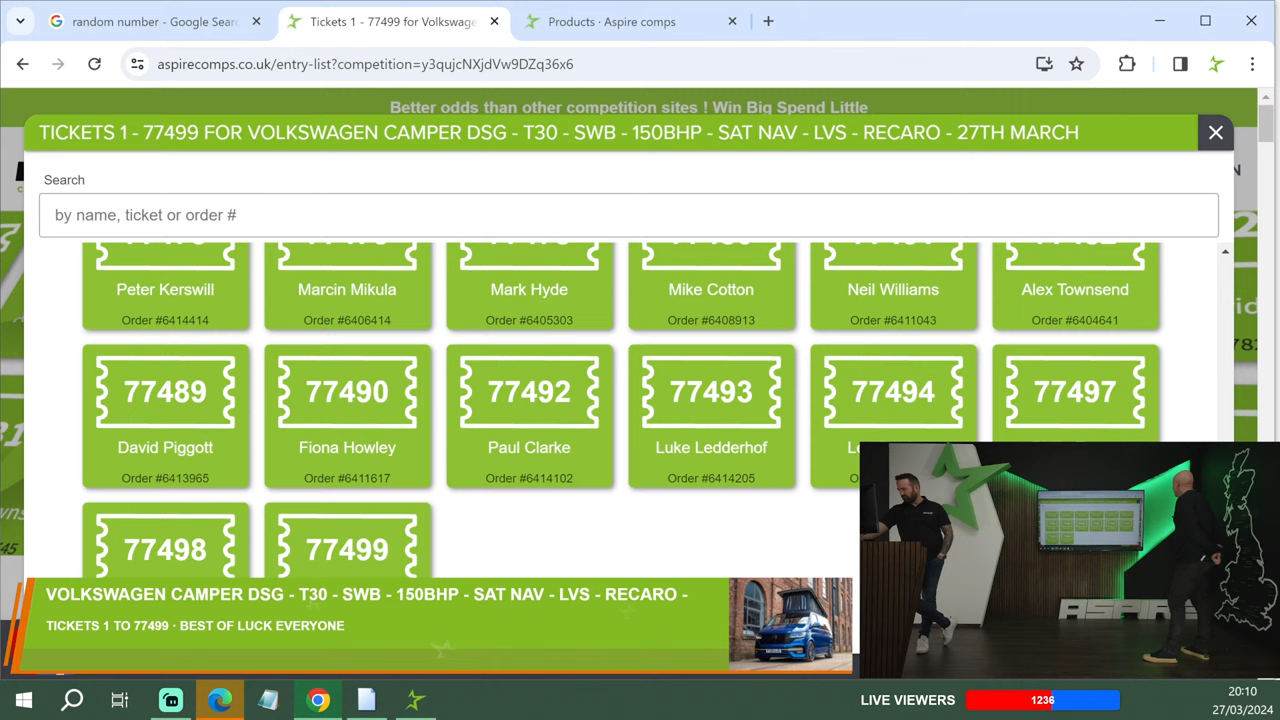 random number - Google Searc
Tickets 1 - 77499 for Volkswage
Products · Aspire comps
aspirecomps.co.uk/entry-list?competition=y3qujcNXjdVw9DZq36x6
Better odds than other competition sites ! Win Big Spend Little
TICKETS 1 - 77499 FOR VOLKSWAGEN CAMPER DSG - T30 - SWB - 150BHP - SAT NAV - LVS - RECARO - 27TH MARCH
Search
by name, ticket or order #
Peter Kerswill Marcin Mikula Mark Hyde Mike Cotton Neil Williams Alex Townsend
Order #6414414 Order #6406414 Order #6405303 Order #6408913 Order #6411043 Order #6404641
77489 77490 77492 77493 77494 77497
David Piggott Fiona Howley Paul Clarke Luke Ledderhof
Order #6413965 Order #6411617 Order #6414102 Order #6414205
77498 77499
VOLKSWAGEN CAMPER DSG - T30 - SWB - 150BHP - SAT NAV - LVS - RECARO -
TICKETS 1 TO 77499 · BEST OF LUCK EVERYONE
ASPIRE
LIVE VIEWERS 1236
20:10
27/03/2024